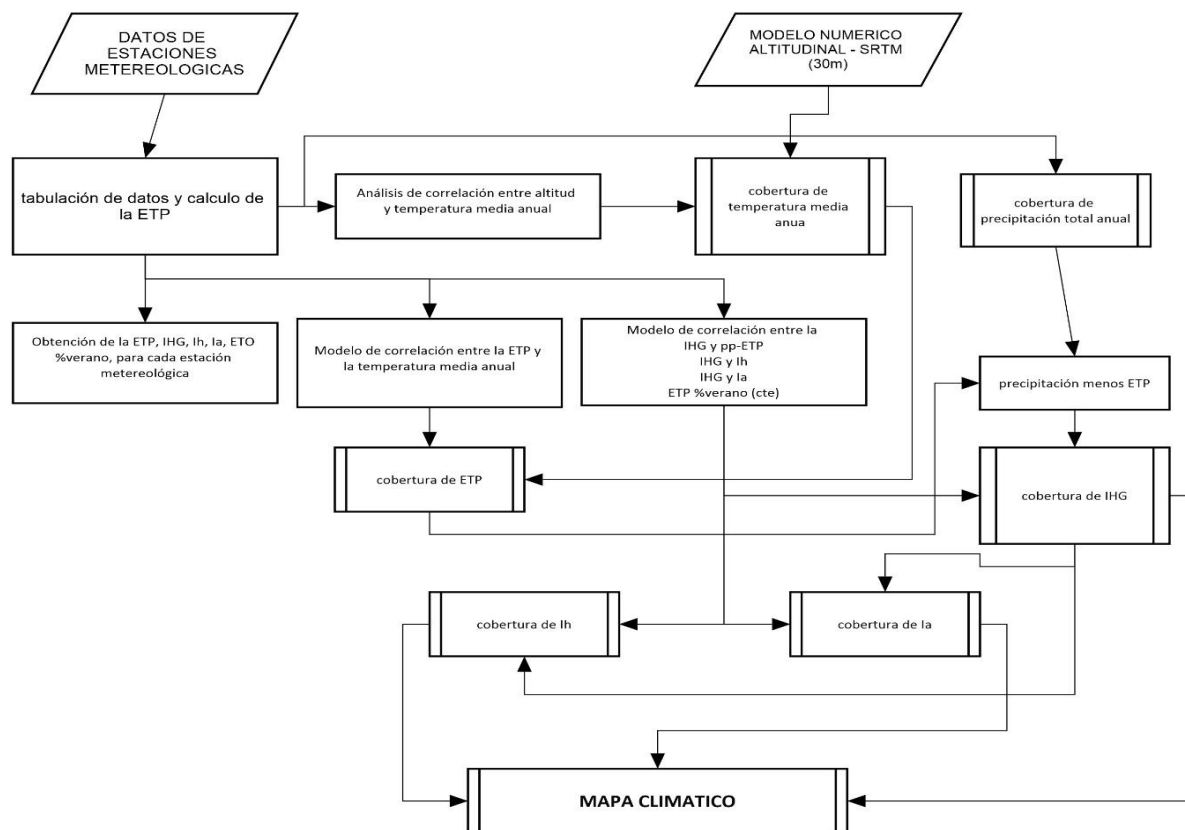 DATOS DE
ESTACIONES
METEREOLOGICAS
MODELO NUMERICO
ALTITUDINAL - SRTM
(30m)
tabulación de datos y calculo de
la ETP
Análisis de correlación entre altitud
y temperatura media anual
cobertura de
temperatura media
anua
cobertura de
precipitación total anual
Obtención de la ETP, IHG, Ih, Ia, ETO
%verano, para cada estación
metereológica
Modelo de correlación entre la ETP y
la temperatura media anual
Modelo de correlación entre la
IHG y pp-ETP
IHG y Ih
IHG y Ia
ETP %verano (cte)
precipitación menos ETP
cobertura de ETP
cobertura de IHG
cobertura de Ih
cobertura de Ia
MAPA CLIMATICO